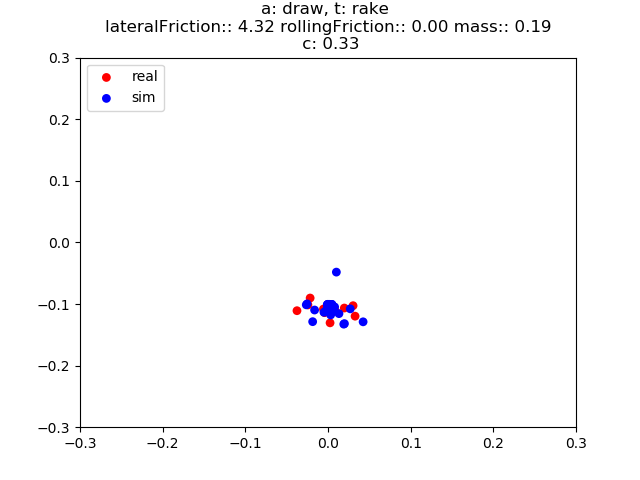 a: draw, t: rake
lateralFriction:: 4.32 rollingFriction:: 0.00 mass:: 0.19
c: 0.33
real
sim
0.3
0.2
0.1
0.0
−0.1
−0.2
−0.3
−0.3 −0.2 −0.1 0.0 0.1 0.2 0.3